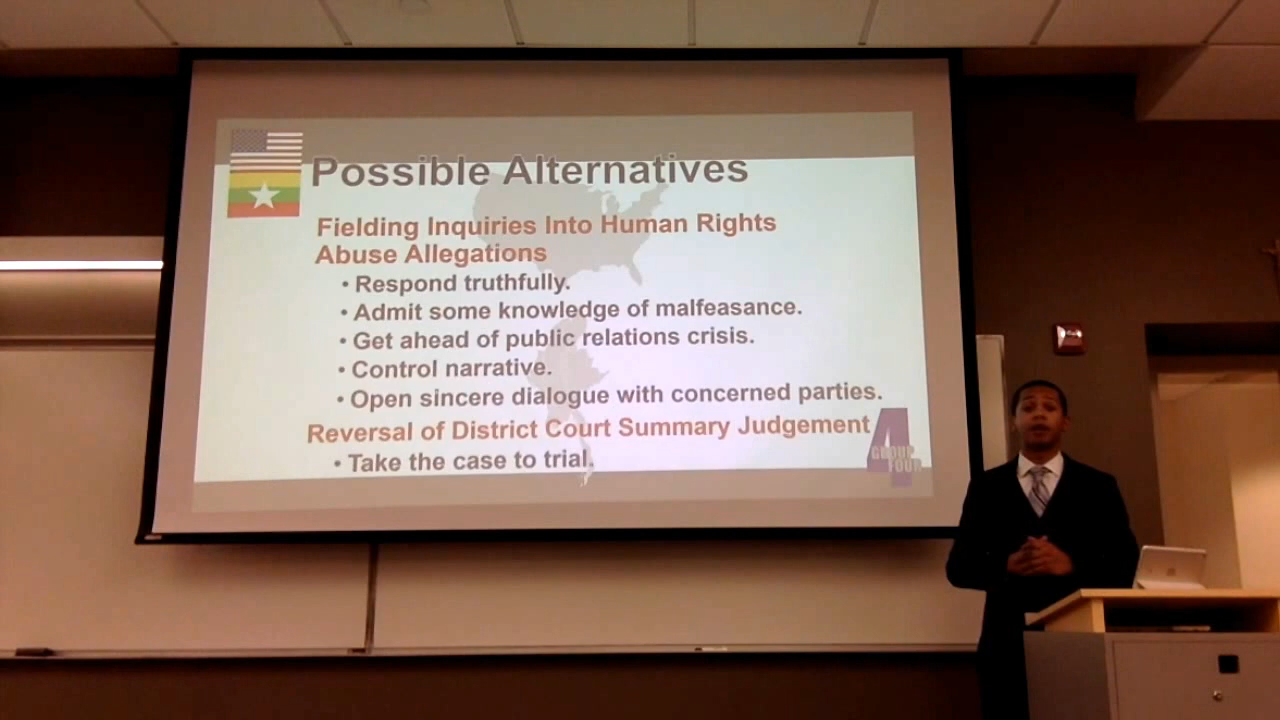 Possible Alternatives
Fielding Inquiries Into Human Rights
Abuse Allegations
• Respond truthfully.
• Admit some knowledge of malfeasance.
• Get ahead of public relations crisis.
• Control narrative.
• Open sincere dialogue with concerned parties.
Reversal of District Court Summary Judgement
• Take the case to trial.
4
GROUP
FOUR